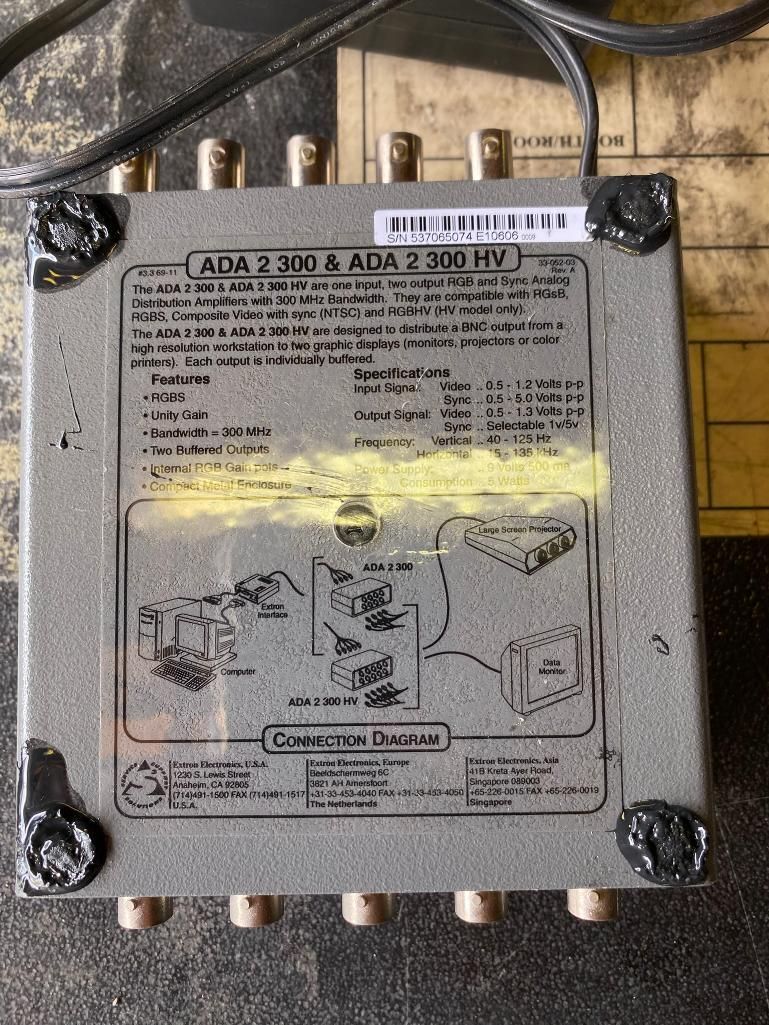 S/N 537065074 E10606 0009
#3.3 69-11
ADA 2 300 & ADA 2 300 HV
33-052-03
Rev. A
The ADA 2 300 & ADA 2 300 HV are one input, two output RGB and Sync Analog
Distribution Amplifiers with 300 MHz Bandwidth. They are compatible with RGsB,
RGBS, Composite Video with sync (NTSC) and RGBHV (HV model only).
The ADA 2 300 & ADA 2 300 HV are designed to distribute a BNC output from a
high resolution workstation to two graphic displays (monitors, projectors or color
printers). Each output is individually buffered.
Features
• RGBS
• Unity Gain
• Bandwidth = 300 MHz
• Two Buffered Outputs
• Internal RGB Gain pots
• Compact Metal Enclosure
Specifications
Input Signal: Video .. 0.5 - 1.2 Volts p-p
Sync .. 0.5 - 5.0 Volts p-p
Output Signal: Video .. 0.5 - 1.3 Volts p-p
Sync .. Selectable 1v/5v
Frequency: Vertical .. 40 - 125 Hz
Horizontal .. 15 - 135 kHz
Power Supply: .. 9 Volts 500 ma
Consumption .. 5 Watts
Large Screen Projector
ADA 2 300
Extron
Interface
Computer
Data
Monitor
ADA 2 300 HV
CONNECTION DIAGRAM
Extron Electronics, U.S.A.
1230 S. Lewis Street
Anaheim, CA 92805
(714)491-1500 FAX (714)491-1517
U.S.A.
Extron Electronics, Europe
Beeldschermweg 6C
3821 AH Amersfoort
+31-33-453-4040 FAX +31-33-453-4050
The Netherlands
Extron Electronics, Asia
41B Kreta Ayer Road,
Singapore 089003
+65-226-0015 FAX +65-226-0019
Singapore